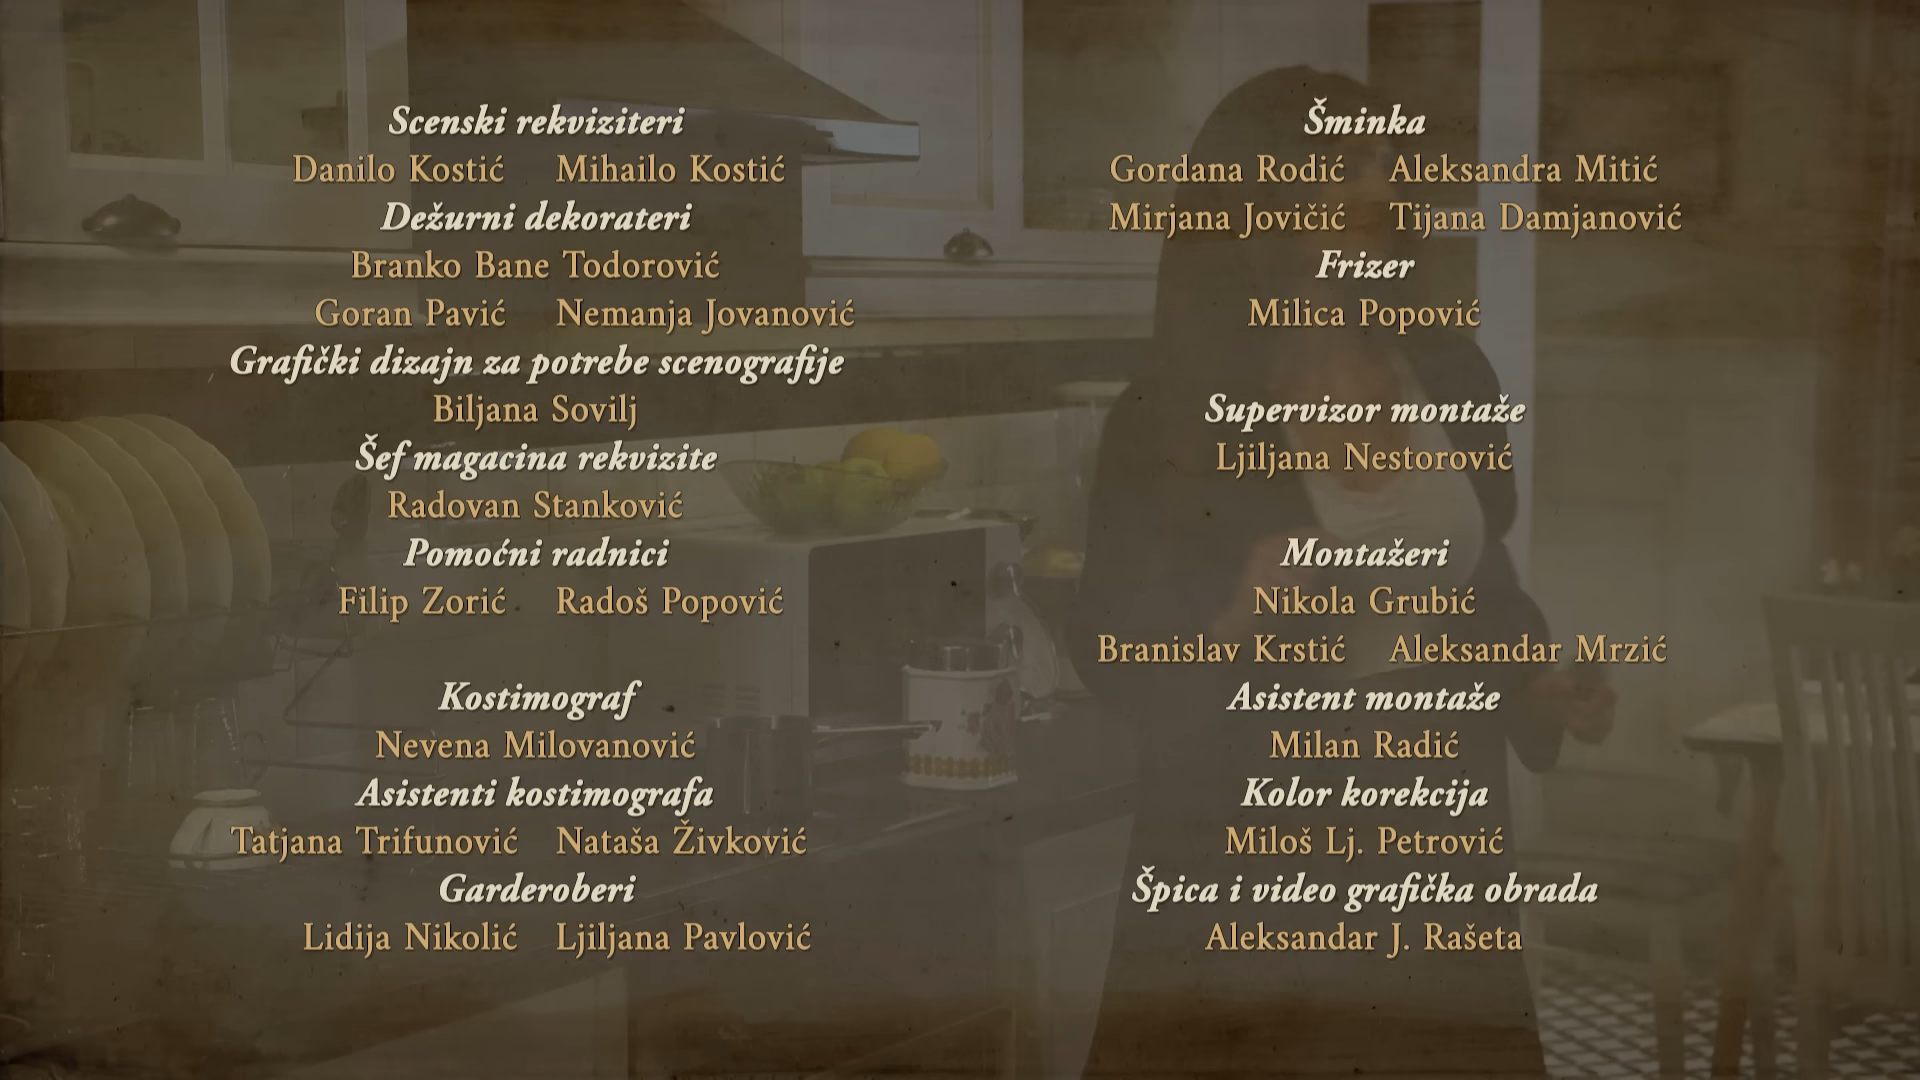 Scenski rekviziteri
Danilo Kostić Mihailo Kostić
Dežurni dekorateri
Branko Bane Todorović
Goran Pavić Nemanja Jovanović
Grafički dizajn za potrebe scenografije
Biljana Sovilj
Šef magacina rekvizite
Radovan Stanković
Pomoćni radnici
Filip Zorić Radoš Popović
Kostimograf
Nevena Milovanović
Asistenti kostimografa
Tatjana Trifunović Nataša Živković
Garderoberi
Lidija Nikolić Ljiljana Pavlović
Šminka
Gordana Rodić Aleksandra Mitić
Mirjana Jovičić Tijana Damjanović
Frizer
Milica Popović
Supervizor montaže
Ljiljana Nestorović
Montažeri
Nikola Grubić
Branislav Krstić Aleksandar Mrzić
Asistent montaže
Milan Radić
Kolor korekcija
Miloš Lj. Petrović
Špica i video grafička obrada
Aleksandar J. Rašeta